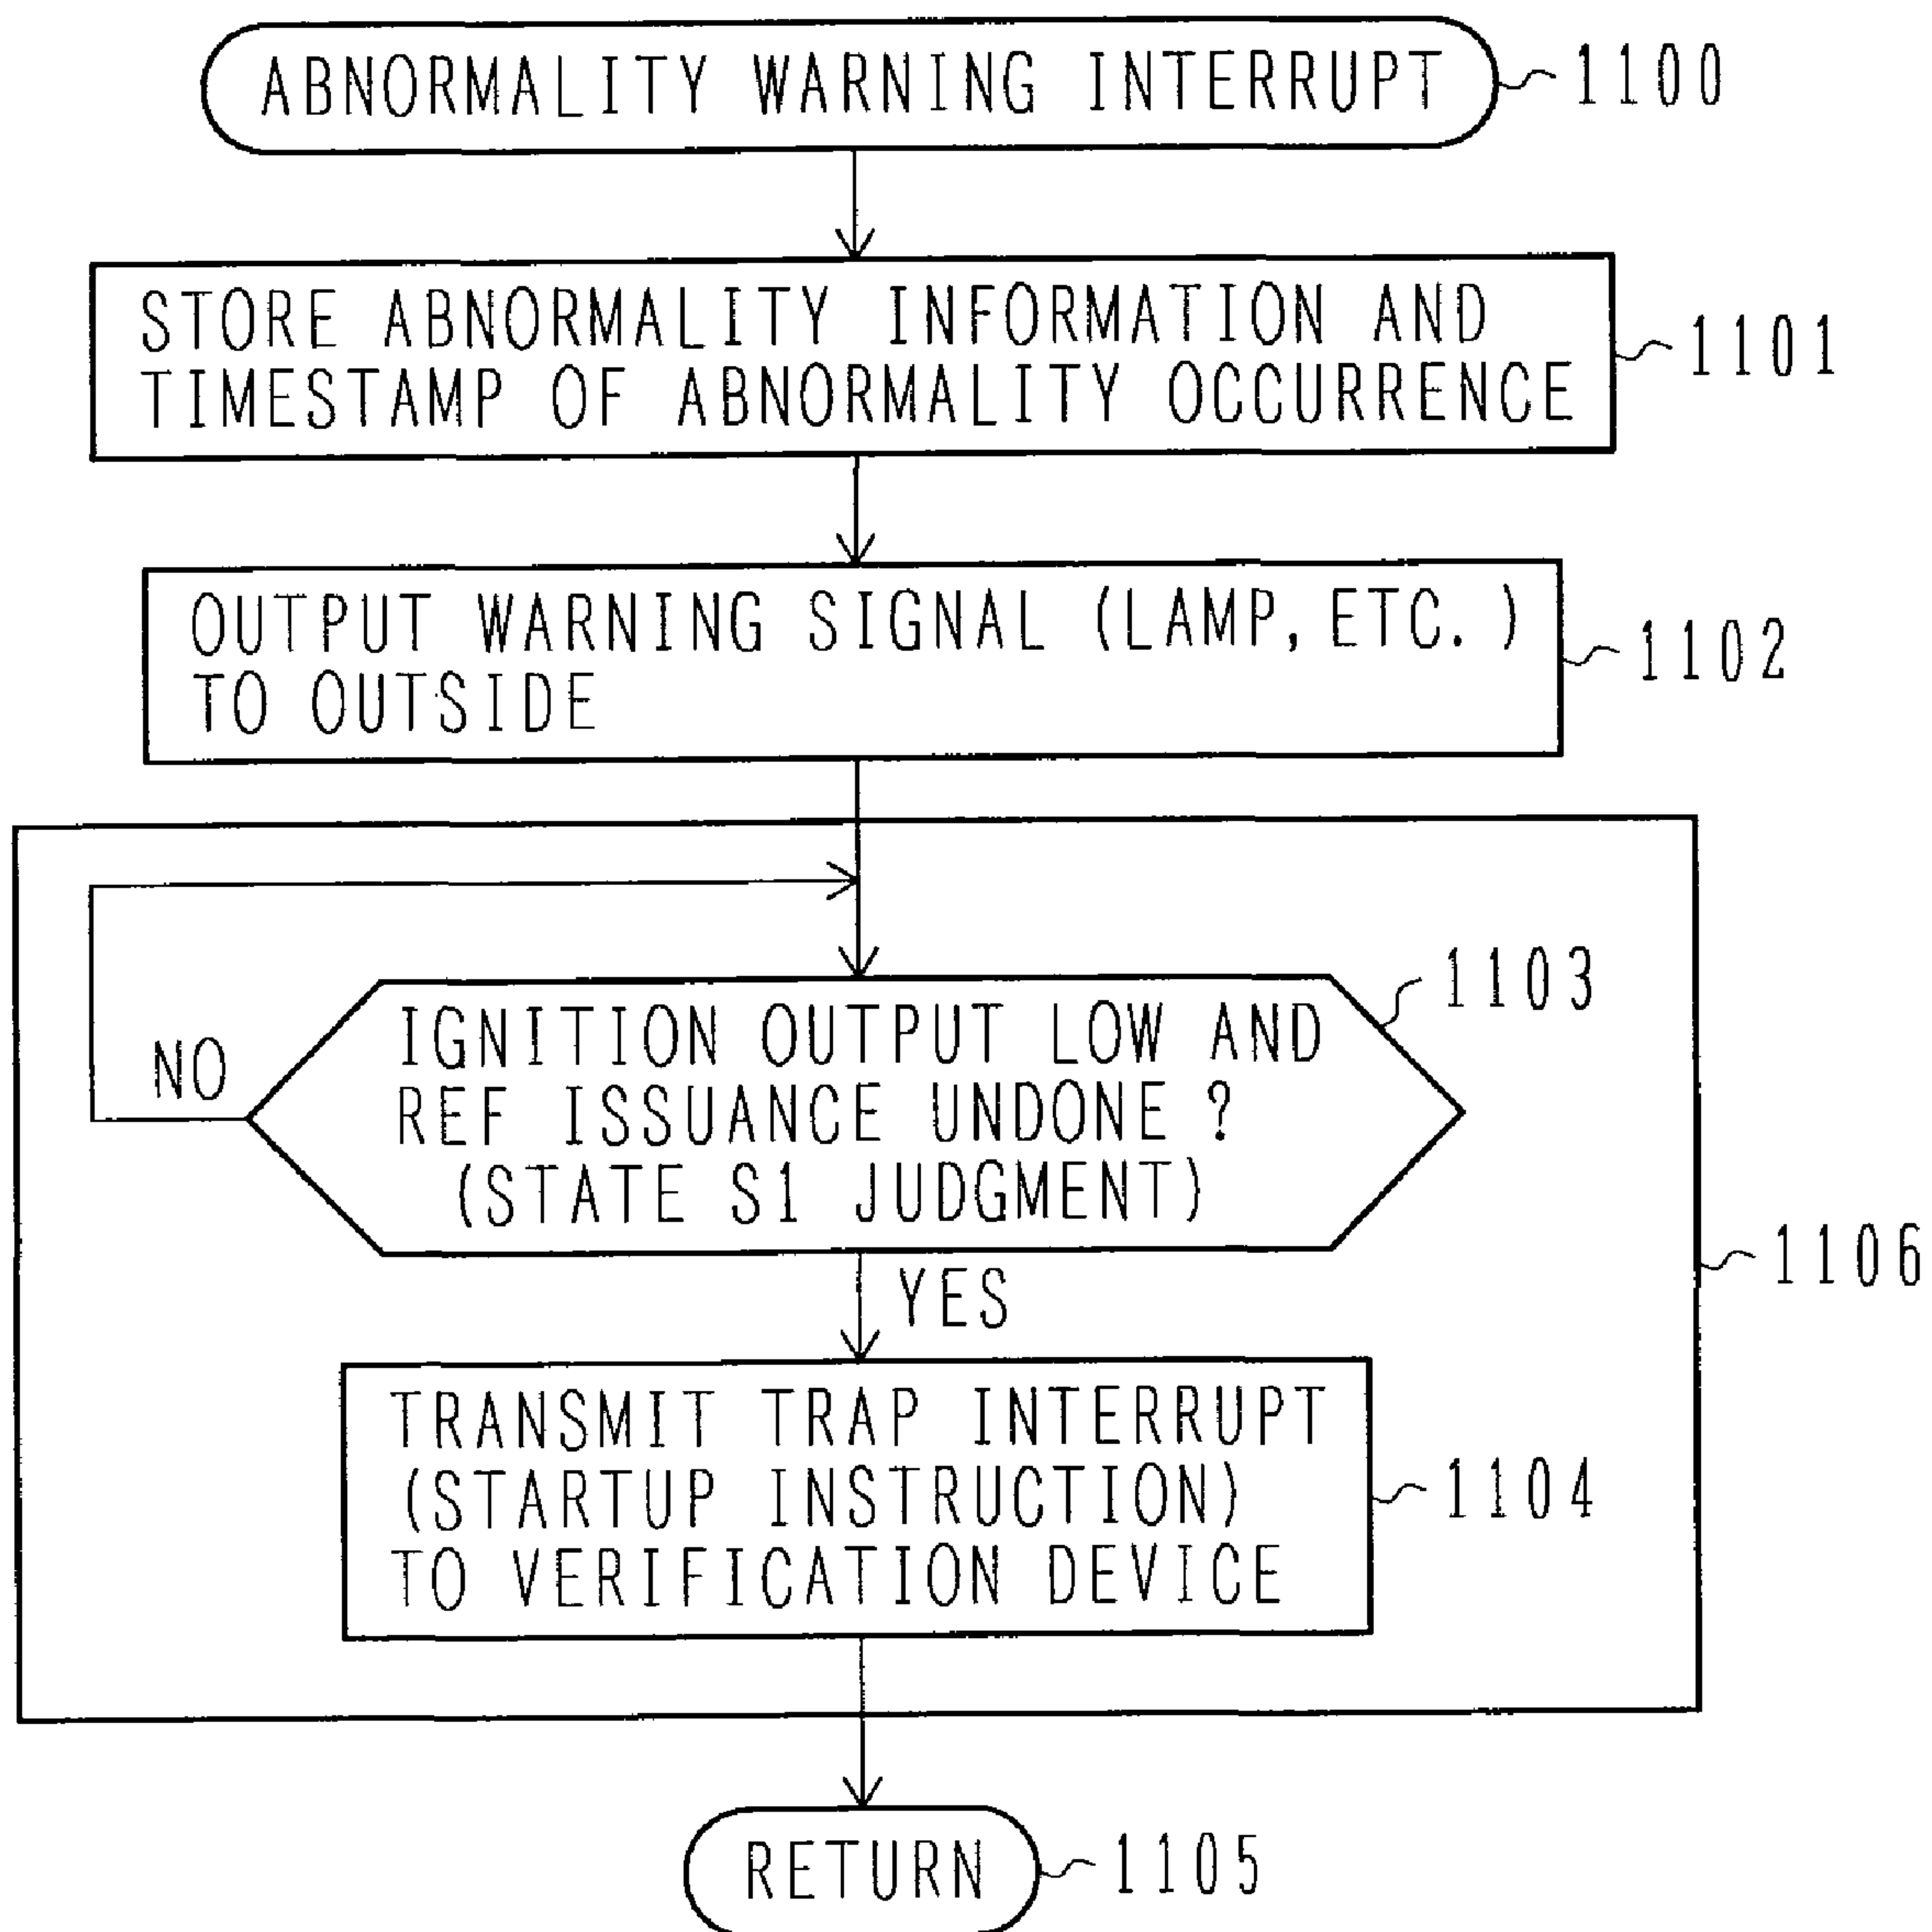 ABNORMALITY WARNING INTERRUPT
1100
STORE ABNORMALITY INFORMATION AND
TIMESTAMP OF ABNORMALITY OCCURRENCE
1101
OUTPUT WARNING SIGNAL (LAMP, ETC.)
TO OUTSIDE
1102
1103
IGNITION OUTPUT LOW AND
REF ISSUANCE UNDONE ?
(STATE S1 JUDGMENT)
NO
YES
1106
TRANSMIT TRAP INTERRUPT
(STARTUP INSTRUCTION)
TO VERIFICATION DEVICE
1104
RETURN
1105